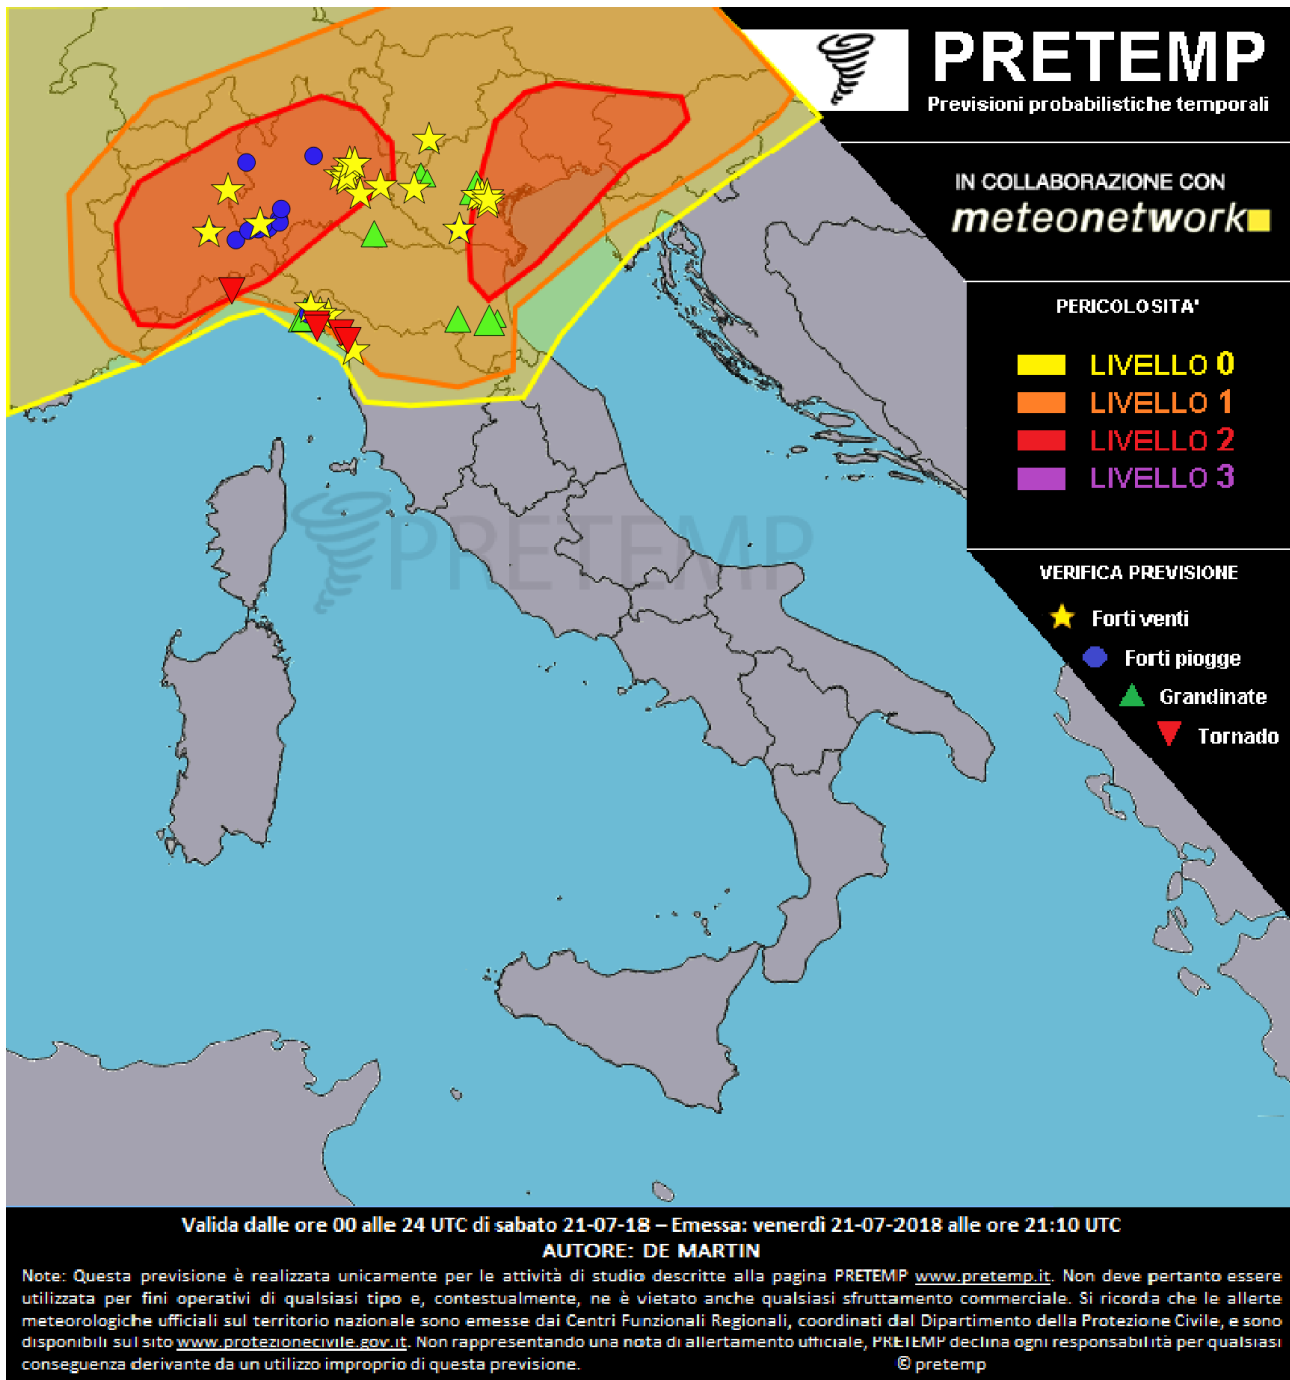 PRETEMP
Previsioni probabilistiche temporali
IN COLLABORAZIONE CON
meteonetwork
PERICOLOSITA'
LIVELLO 0
LIVELLO 1
LIVELLO 2
LIVELLO 3
PRETEMP
VERIFICA PREVISIONE
Forti venti
Forti piogge
Grandinate
Tornado
Valida dalle ore 00 alle 24 UTC di sabato 21-07-18 – Emessa: venerdì 21-07-2018 alle ore 21:10 UTC
AUTORE: DE MARTIN
Note: Questa previsione è realizzata unicamente per le attività di studio descritte alla pagina PRETEMP www.pretemp.it. Non deve pertanto essere
utilizzata per fini operativi di qualsiasi tipo e, contestualmente, ne è vietato anche qualsiasi sfruttamento commerciale. Si ricorda che le allerte
meteorologiche ufficiali sul territorio nazionale sono emesse dai Centri Funzionali Regionali, coordinati dal Dipartimento della Protezione Civile, e sono
disponibili sul sito www.protezionecivile.gov.it. Non rappresentando una nota di allertamento ufficiale, PRETEMP declina ogni responsabilità per qualsiasi
conseguenza derivante da un utilizzo improprio di questa previsione. © pretemp